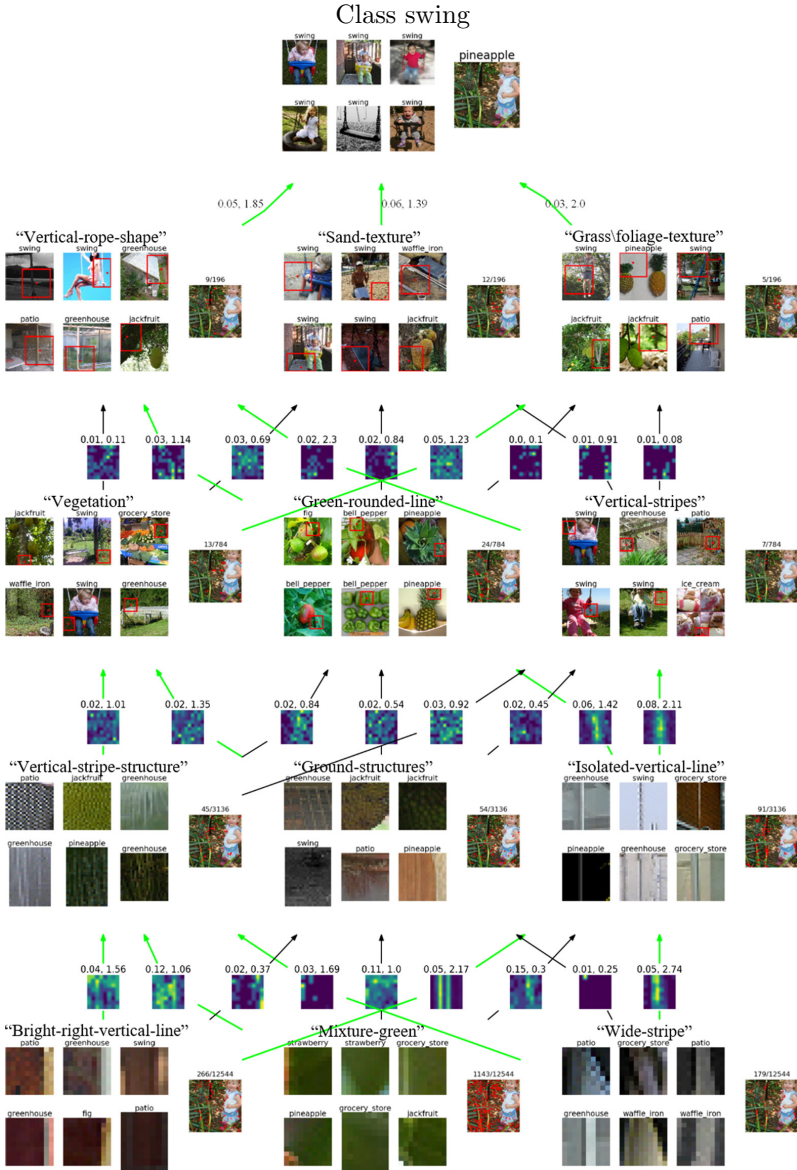 Class swing
swing swing swing
pineapple
swing swing swing
0.05, 1.85 0.06, 1.39 0.03, 2.0
“Vertical-rope-shape” “Sand-texture” “Grass\foliage-texture”
swing swing greenhouse swing swing waffle_iron swing pineapple swing
9/196 12/196 5/196
patio greenhouse jackfruit swing swing jackfruit jackfruit jackfruit patio
0.01, 0.11 0.03, 1.14 0.03, 0.69 0.02, 2.3 0.02, 0.84 0.05, 1.23 0.0, 0.1 0.01, 0.91 0.01, 0.08
“Vegetation” “Green-rounded-line” “Vertical-stripes”
jackfruit swing grocery_store fig bell_pepper pineapple swing greenhouse patio
13/784 24/784 7/784
waffle_iron swing greenhouse bell_pepper bell_pepper pineapple swing swing ice_cream
0.02, 1.01 0.02, 1.35 0.02, 0.84 0.02, 0.54 0.03, 0.92 0.02, 0.45 0.06, 1.42 0.08, 2.11
“Vertical-stripe-structure” “Ground-structures” “Isolated-vertical-line”
patio jackfruit greenhouse greenhouse jackfruit jackfruit greenhouse swing grocery_store
45/3136 54/3136 91/3136
greenhouse pineapple greenhouse swing patio pineapple pineapple greenhouse grocery_store
0.04, 1.56 0.12, 1.06 0.02, 0.37 0.03, 1.69 0.11, 1.0 0.05, 2.17 0.15, 0.3 0.01, 0.25 0.05, 2.74
“Bright-right-vertical-line” “Mixture-green” “Wide-stripe”
patio greenhouse swing strawberry strawberry grocery_store patio grocery_store patio
266/12544 1143/12544 179/12544
greenhouse fig patio pineapple grocery_store jackfruit greenhouse waffle_iron waffle_iron